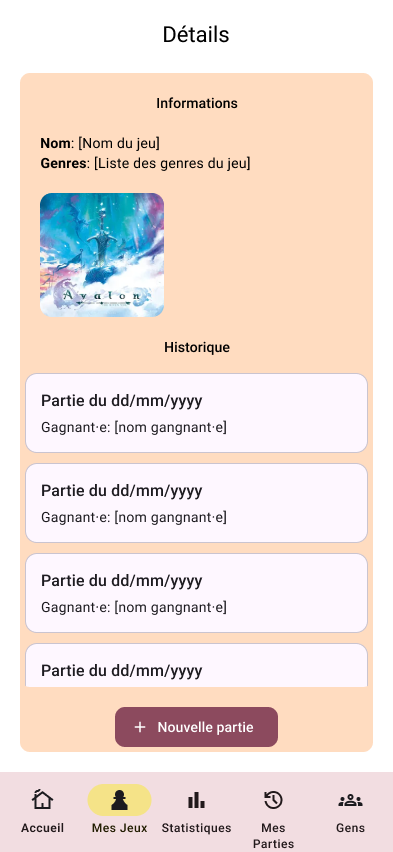 Détails
Informations
Nom: [Nom du jeu]
Genres: [Liste des genres du jeu]
Avalon
Historique
Partie du dd/mm/yyyy
Gagnant·e: [nom gangnant·e]
Partie du dd/mm/yyyy
Gagnant·e: [nom gangnant·e]
Partie du dd/mm/yyyy
Gagnant·e: [nom gangnant·e]
Partie du dd/mm/yyyy
+ Nouvelle partie
Accueil Mes Jeux Statistiques Mes Parties Gens